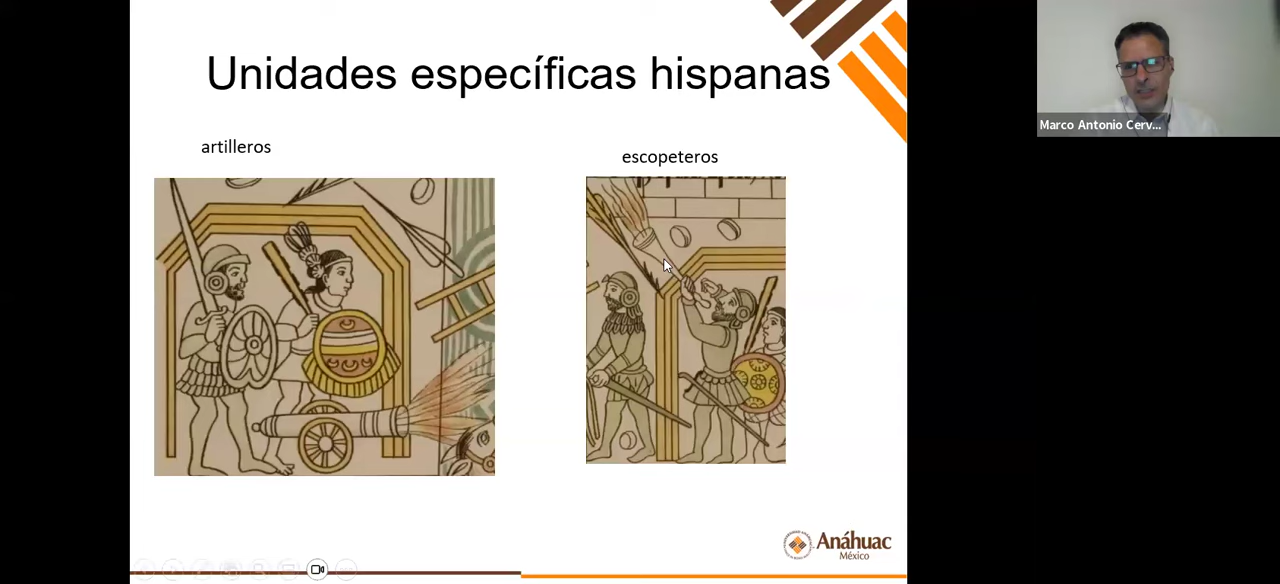 Unidades específicas hispanas
artilleros
escopeteros
Marco Antonio Cerv...
Anáhuac
México